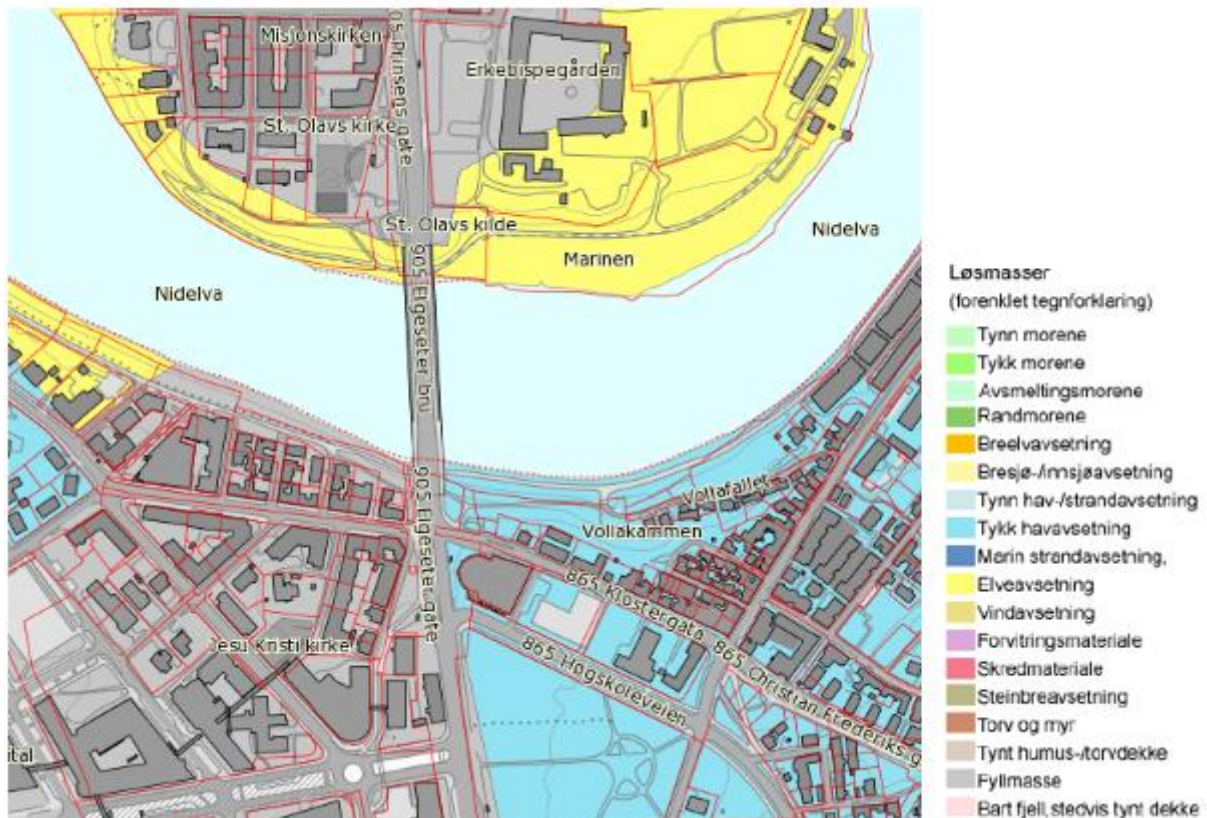 Misjonskirken
905 Prinsens gate
Erkebispegården
St. Olavs kirke
St. Olavs kilde
Nidelva
Marinen
Nidelva
905 Elgeseter bru
Vollafallet
Vollakammen
905 Elgeseter gate
865 Klostergata
Jesu Kristi kirke
865 Høgskoleveien
865 Christian Frederiks g
ital
Løsmasser
(forenklet tegnforklaring)
Tynn morene
Tykk morene
Avsmeltingsmorene
Randmorene
Breelvavsetning
Bresjø-/innsjøavsetning
Tynn hav-/strandavsetning
Tykk havavsetning
Marin strandavsetning,
Elveavsetning
Vindavsetning
Forvitringsmateriale
Skredmateriale
Steinbreavsetning
Torv og myr
Tynt humus-/torvdekke
Fyllmasse
Bart fjell, stedvis tynt dekke